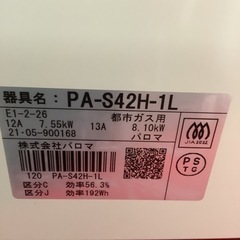 器具名: PA-S42H-1L
E1-2-26 都市ガス用
12A 7.55kW 13A 8.10kW
21・05-900168 パロマ
株式会社パロマ
120 PA-S42H-1L
区分C 効率56.3%
区分J 効率192Wh
JIA
PS
TG